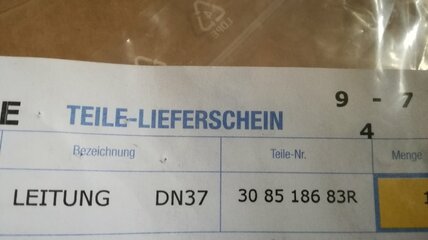 9 - 7
E TEILE-LIEFERSCHEIN 4
Bezeichnung Teile-Nr. Menge
LEITUNG DN37 30 85 186 83R